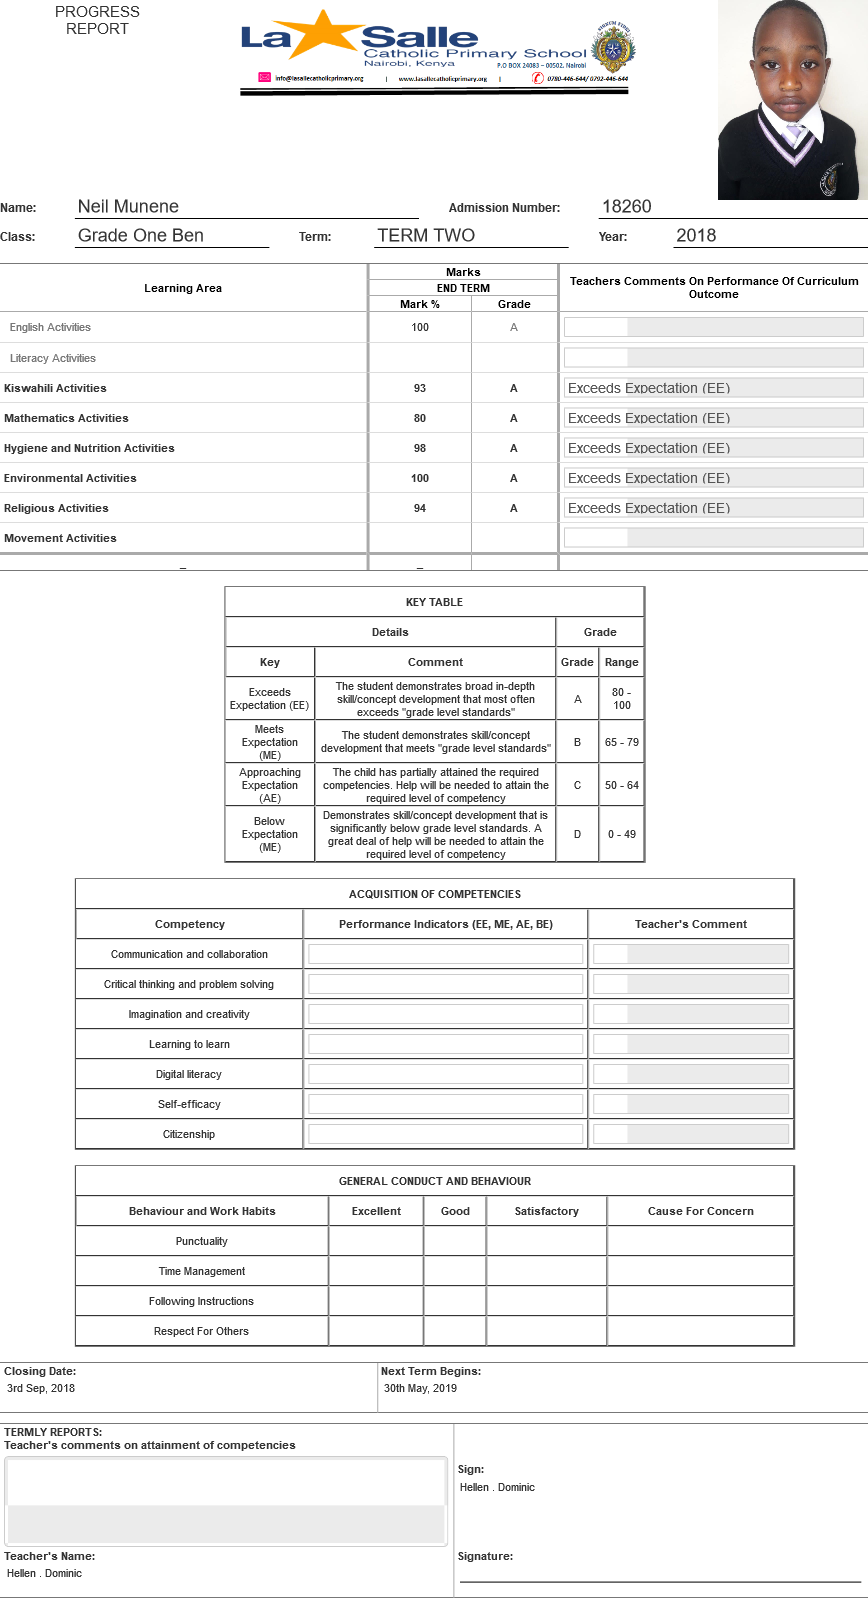 PROGRESS
REPORT
La Salle
Catholic Primary School
Nairobi, Kenya
P.O BOX 24083 – 00502, Nairobi
info@lasallecatholicprimary.org | www.lasallecatholicprimary.org | 0780-446-644/ 0792-446-644
Name: Neil Munene Admission Number: 18260
Class: Grade One Ben Term: TERM TWO Year: 2018
Learning Area Marks Teachers Comments On Performance Of Curriculum Outcome
END TERM
Mark % Grade
English Activities 100 A
Literacy Activities
Kiswahili Activities 93 A Exceeds Expectation (EE)
Mathematics Activities 80 A Exceeds Expectation (EE)
Hygiene and Nutrition Activities 98 A Exceeds Expectation (EE)
Environmental Activities 100 A Exceeds Expectation (EE)
Religious Activities 94 A Exceeds Expectation (EE)
Movement Activities
_ _
KEY TABLE
Details Grade
Key Comment Grade Range
Exceeds Expectation (EE) The student demonstrates broad in-depth skill/concept development that most often exceeds "grade level standards" A 80 - 100
Meets Expectation (ME) The student demonstrates skill/concept development that meets "grade level standards" B 65 - 79
Approaching Expectation (AE) The child has partially attained the required competencies. Help will be needed to attain the required level of competency C 50 - 64
Below Expectation (ME) Demonstrates skill/concept development that is significantly below grade level standards. A great deal of help will be needed to attain the required level of competency D 0 - 49
ACQUISITION OF COMPETENCIES
Competency Performance Indicators (EE, ME, AE, BE) Teacher's Comment
Communication and collaboration
Critical thinking and problem solving
Imagination and creativity
Learning to learn
Digital literacy
Self-efficacy
Citizenship
GENERAL CONDUCT AND BEHAVIOUR
Behaviour and Work Habits Excellent Good Satisfactory Cause For Concern
Punctuality
Time Management
Following Instructions
Respect For Others
Closing Date: Next Term Begins:
3rd Sep, 2018 30th May, 2019
TERMLY REPORTS:
Teacher's comments on attainment of competencies
Sign:
Hellen . Dominic
Teacher's Name: Signature:
Hellen . Dominic